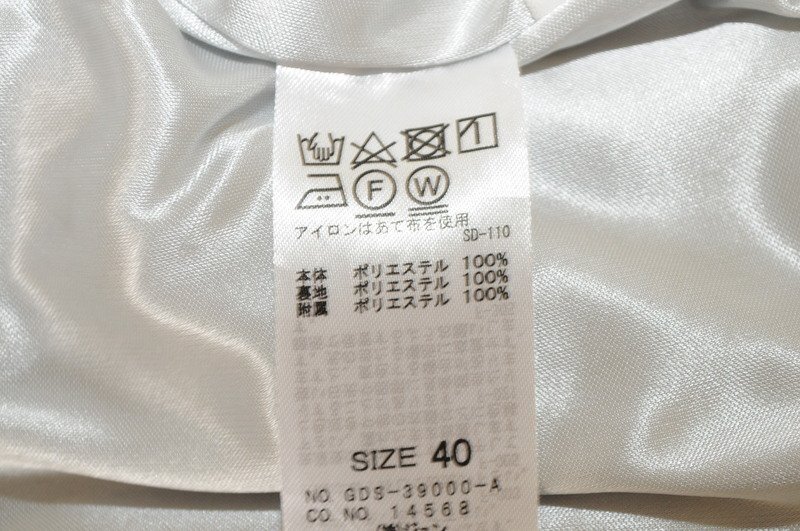 F W
アイロンはあて布を使用
SD-110
本体 ポリエステル 100%
裏地 ポリエステル 100%
附属 ポリエステル 100%
SIZE 40
NO. GDS-39000-A
CO. NO. 14568